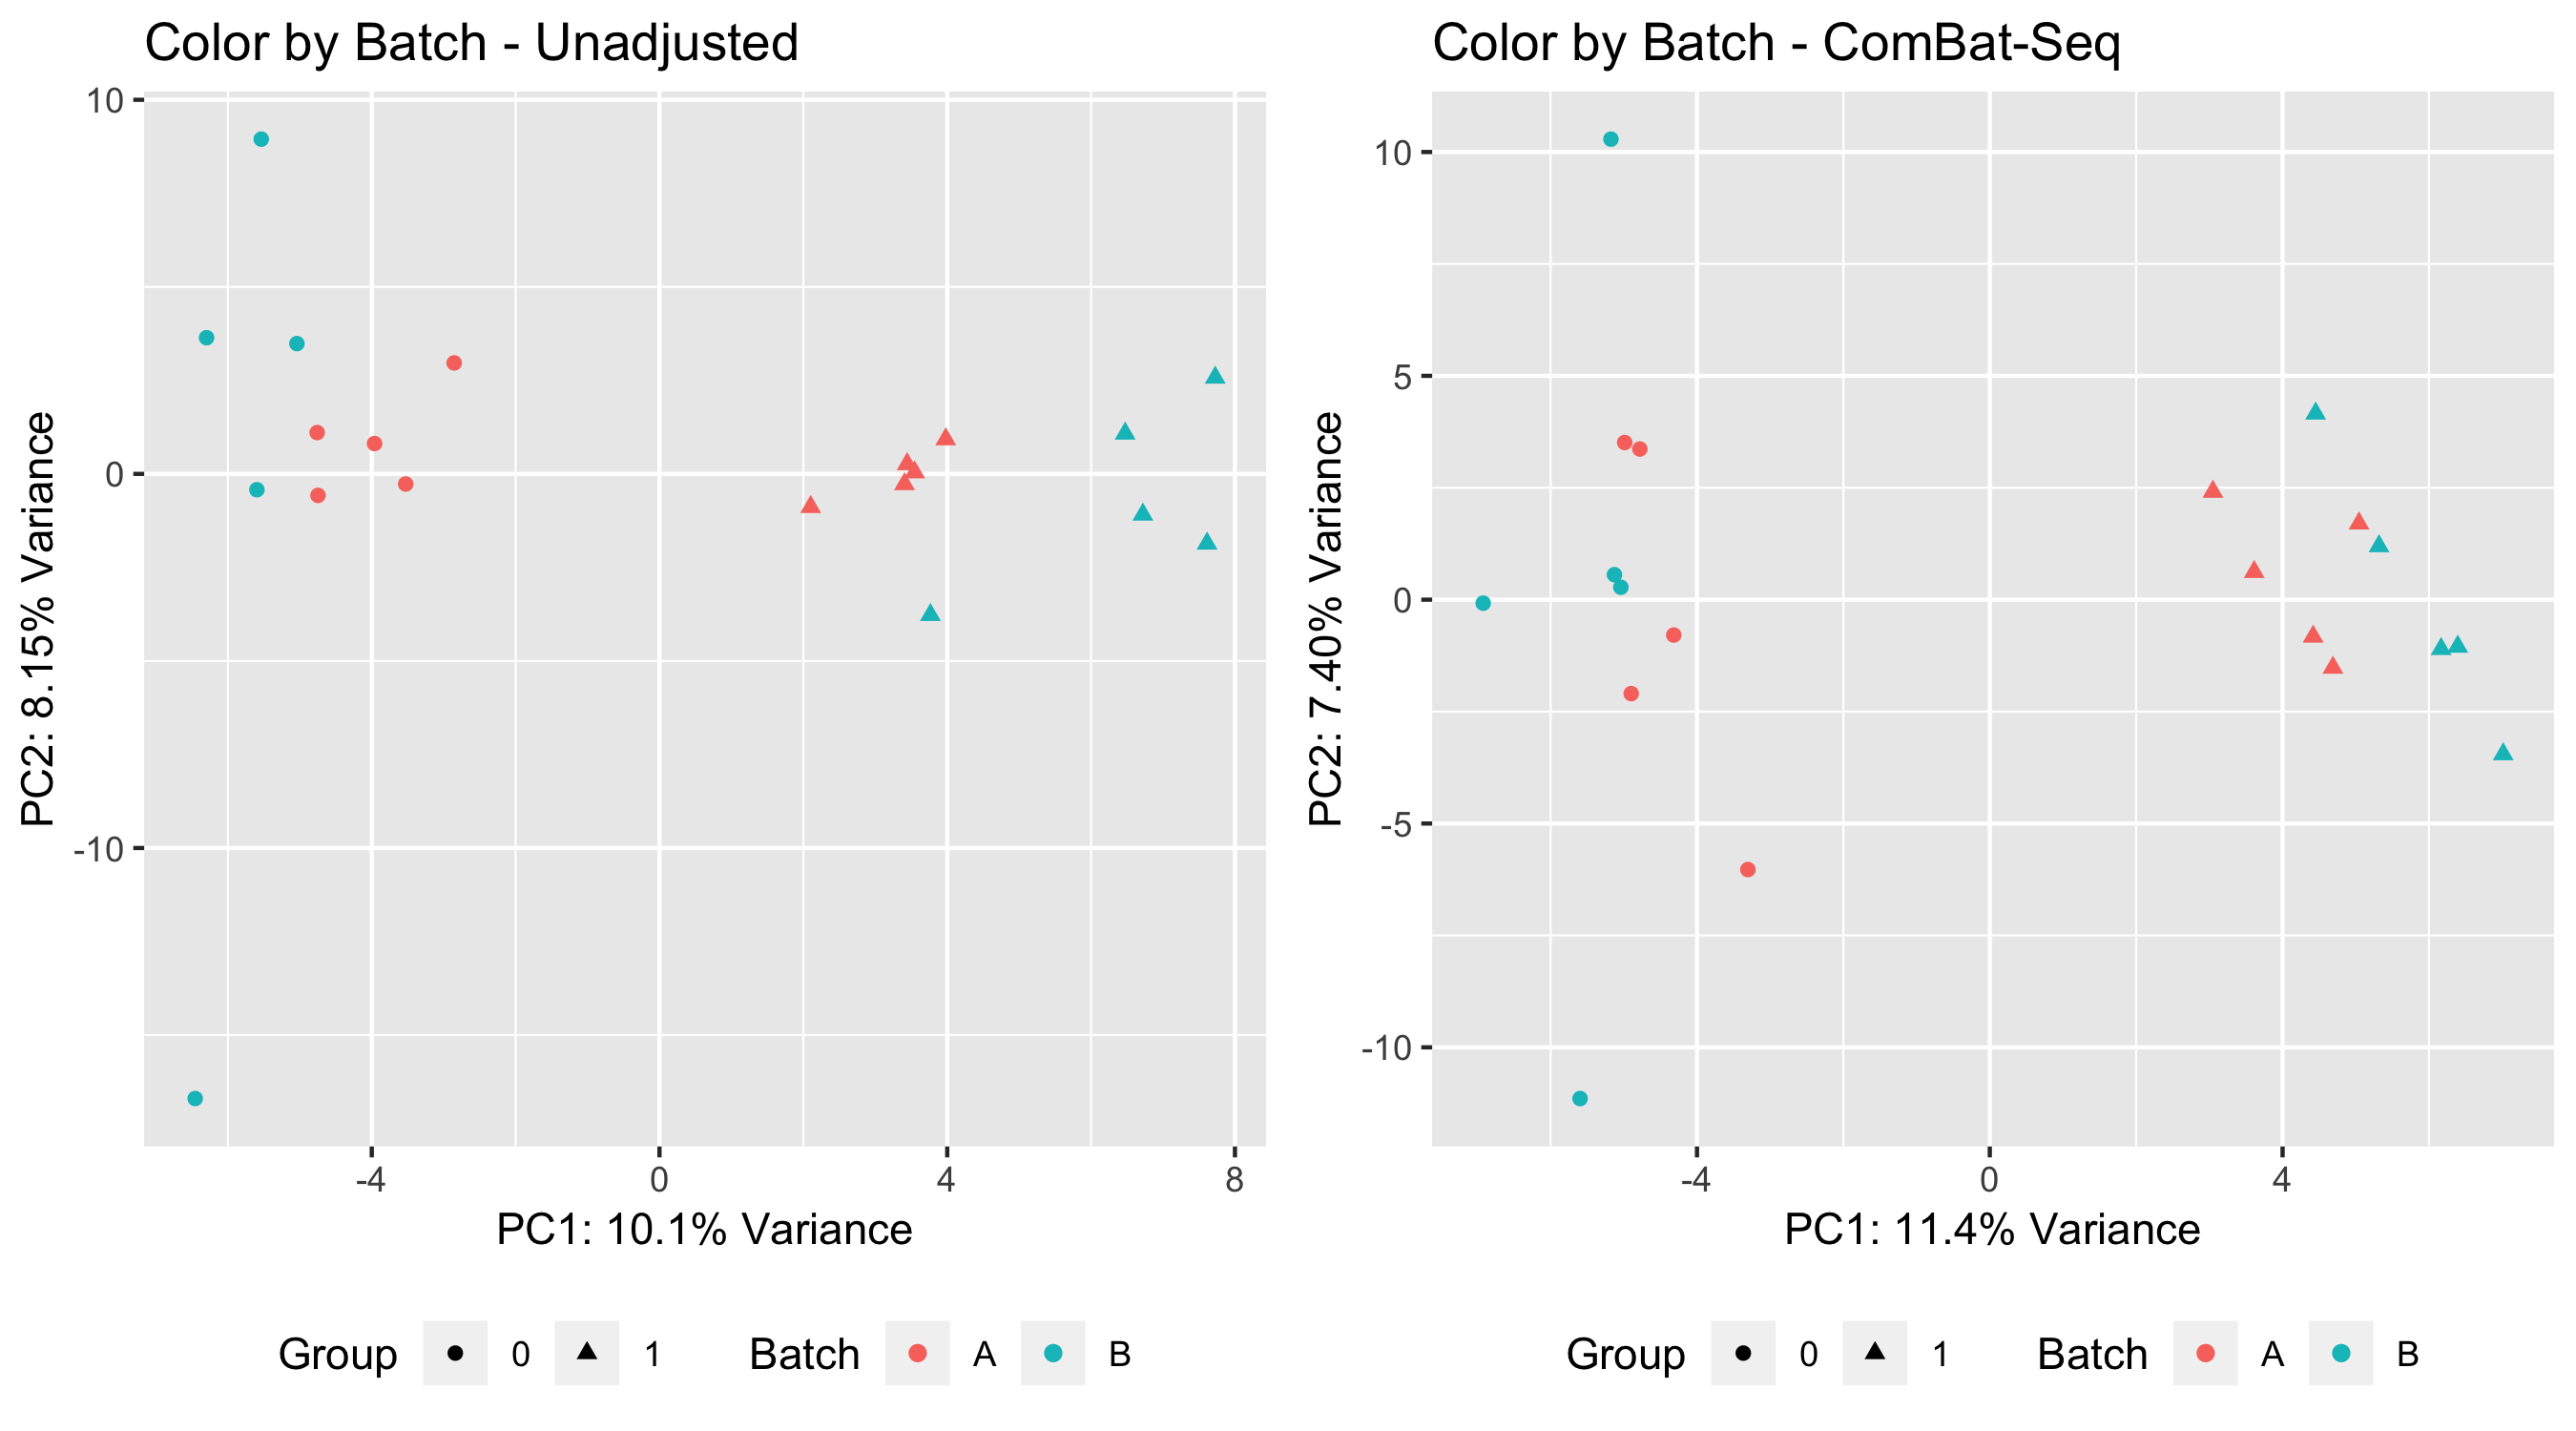 Color by Batch - Unadjusted
10
0
-10
PC2: 8.15% Variance
-4 0 4 8
PC1: 10.1% Variance
Group 0 1 Batch A B
Color by Batch - ComBat-Seq
10
5
0
-5
-10
PC2: 7.40% Variance
-4 0 4
PC1: 11.4% Variance
Group 0 1 Batch A B